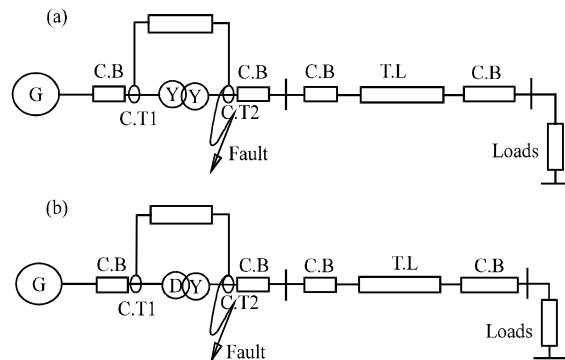 (a)
C.B
G
C.T1
Y Y
C.T2
C.B
C.B
T.L
C.B
Fault
Loads
(b)
C.B
G
C.T1
D Y
C.T2
C.B
C.B
T.L
C.B
Fault
Loads